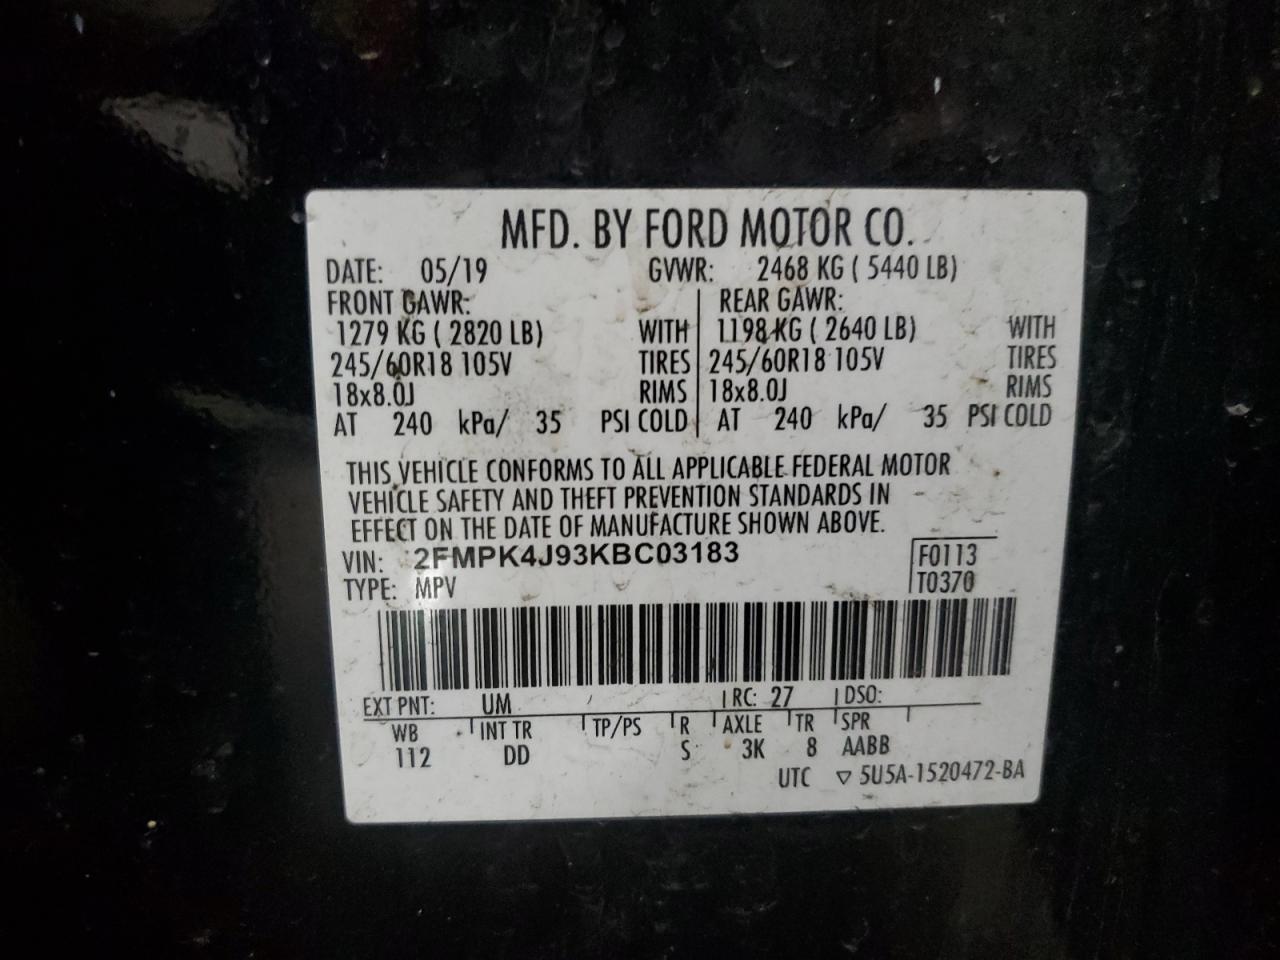 MFD. BY FORD MOTOR CO.
DATE: 05/19 GVWR: 2468 KG ( 5440 LB)
FRONT GAWR: REAR GAWR:
1279 KG ( 2820 LB) WITH 1198 KG ( 2640 LB) WITH
245/60R18 105V TIRES 245/60R18 105V TIRES
18x8.0J RIMS 18x8.0J RIMS
AT 240 kPa/ 35 PSI COLD AT 240 kPa/ 35 PSI COLD
THIS VEHICLE CONFORMS TO ALL APPLICABLE FEDERAL MOTOR
VEHICLE SAFETY AND THEFT PREVENTION STANDARDS IN
EFFECT ON THE DATE OF MANUFACTURE SHOWN ABOVE.
VIN: 2FMPK4J93KBC03183 F0113
TYPE: MPV T0370
EXT PNT: UM RC: 27 DSO:
WB INT TR TP/PS R AXLE TR SPR
112 DD S 3K 8 AABB
UTC ▽ 5U5A-1520472-BA